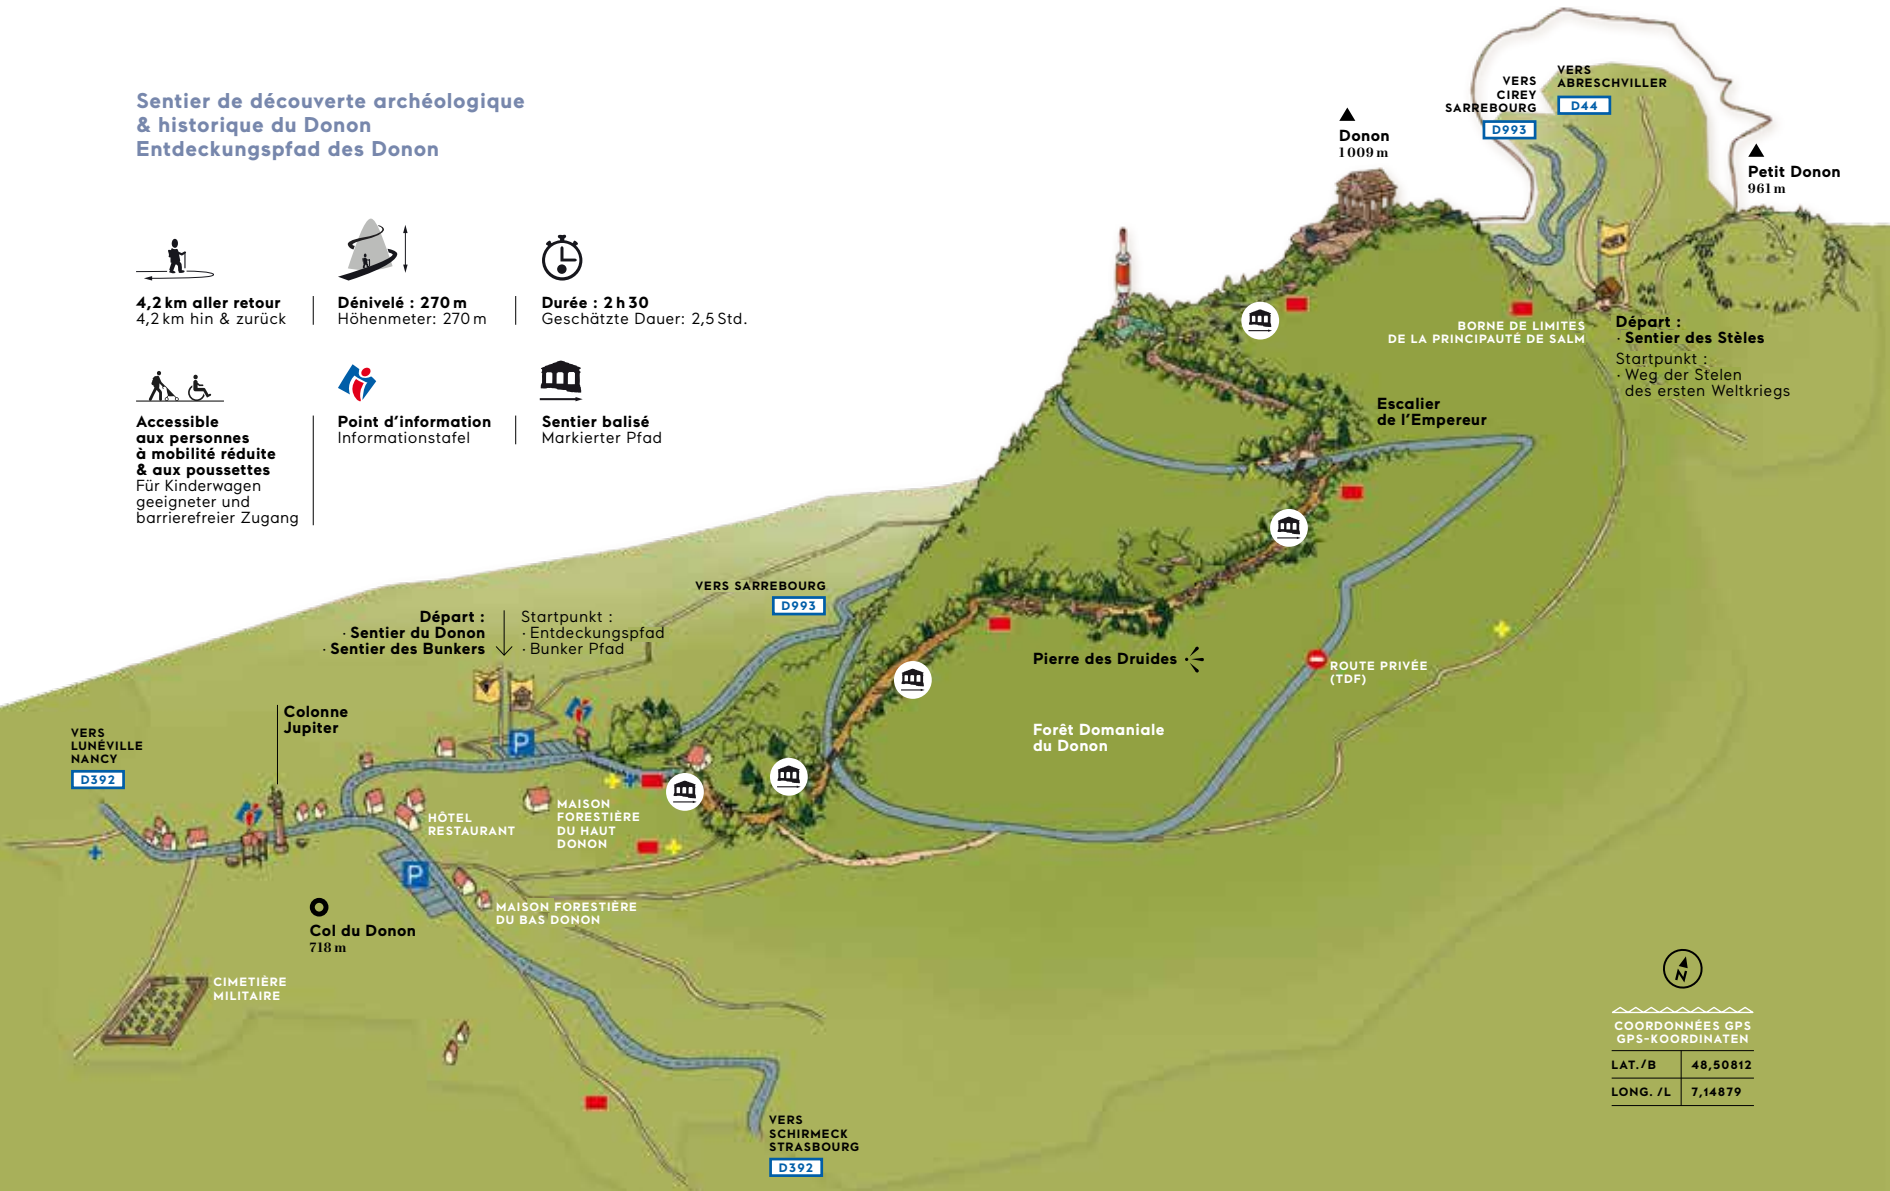 Sentier de découverte archéologique
& historique du Donon
Entdeckungspfad des Donon
4,2 km aller retour
4,2 km hin & zurück
Dénivelé : 270 m
Höhenmeter: 270 m
Durée : 2 h 30
Geschätzte Dauer: 2,5 Std.
Accessible
aux personnes
à mobilité réduite
& aux poussettes
Für Kinderwagen
geeigneter und
barrierefreier Zugang
Point d'information
Informationstafel
Sentier balisé
Markierter Pfad
VERS
CIREY
SARREBOURG
D993
VERS
ABRESCHVILLER
D44
Donon
1 009 m
Petit Donon
961 m
BORNE DE LIMITES
DE LA PRINCIPAUTÉ DE SALM
Départ :
· Sentier des Stèles
Startpunkt :
· Weg der Stelen
des ersten Weltkriegs
Escalier
de l'Empereur
VERS SARREBOURG
D993
Départ :
· Sentier du Donon
· Sentier des Bunkers
Startpunkt :
· Entdeckungspfad
· Bunker Pfad
Pierre des Druides
ROUTE PRIVÉE
(TDF)
Forêt Domaniale
du Donon
Colonne
Jupiter
VERS
LUNÉVILLE
NANCY
D392
P
HÔTEL
RESTAURANT
MAISON
FORESTIÈRE
DU HAUT
DONON
P
MAISON FORESTIÈRE
DU BAS DONON
Col du Donon
718 m
CIMETIÈRE
MILITAIRE
VERS
SCHIRMECK
STRASBOURG
D392
N
COORDONNÉES GPS
GPS-KOORDINATEN
LAT./B 48,50812
LONG. /L 7,14879